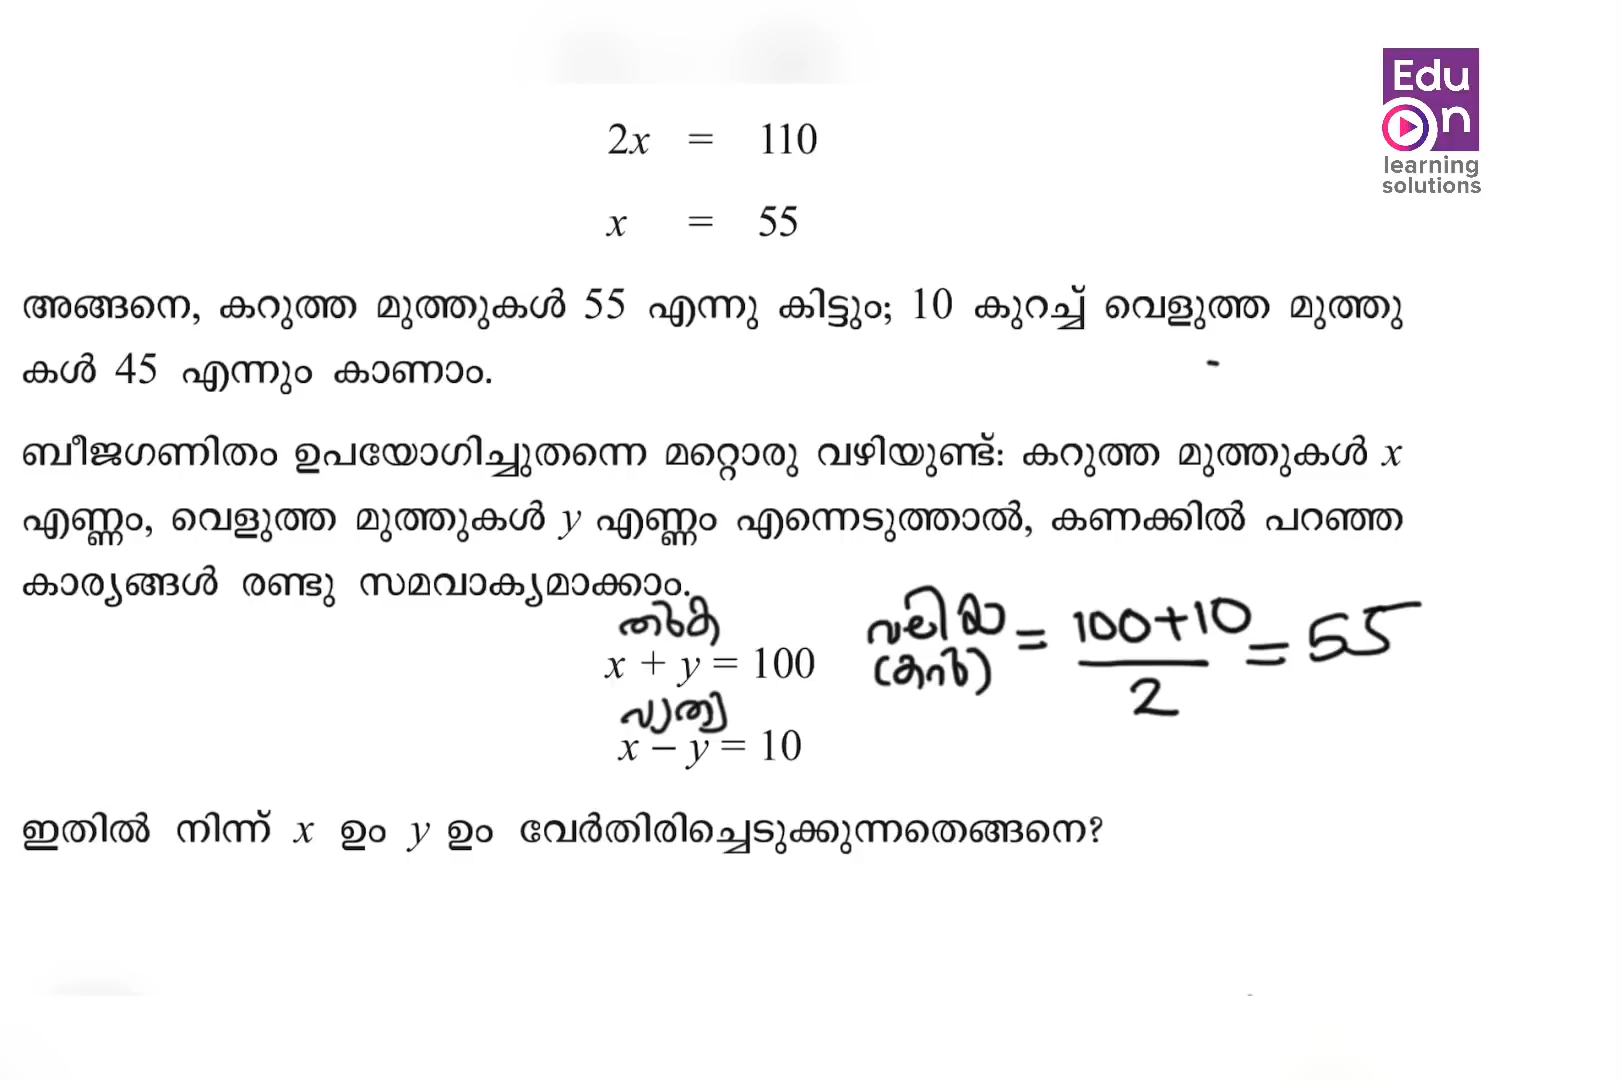 Edu
On
learning
solutions
2x = 110
x = 55
അങ്ങനെ, കറുത്ത മുത്തുകൾ 55 എന്നു കിട്ടും; 10 കുറച്ച് വെളുത്ത മുത്തു
കൾ 45 എന്നും കാണാം.
ബീജഗണിതം ഉപയോഗിച്ചുതന്നെ മറ്റൊരു വഴിയുണ്ട്: കറുത്ത മുത്തുകൾ x
എണ്ണം, വെളുത്ത മുത്തുകൾ y എണ്ണം എന്നെടുത്താൽ, കണക്കിൽ പറഞ്ഞ
കാര്യങ്ങൾ രണ്ടു സമവാക്യമാക്കാം.
തുക
x + y = 100
വലിയ = 100+10 / 2 = 55
x − y = 10
ഇതിൽ നിന്ന് x ഉം y ഉം വേർതിരിച്ചെടുക്കുന്നതെങ്ങനെ?